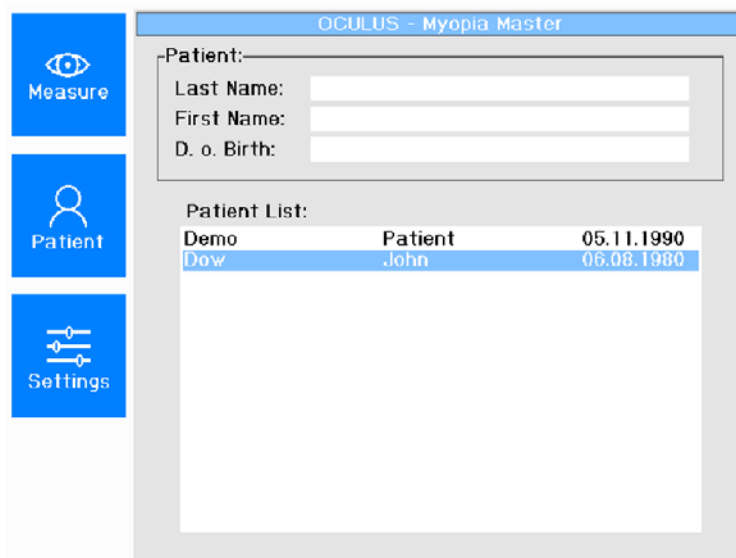 OCULUS - Myopia Master
Measure
Patient
Settings
Patient:
Last Name:
First Name:
D. o. Birth:
Patient List:
Demo Patient 05.11.1990
Dow John 06.08.1980